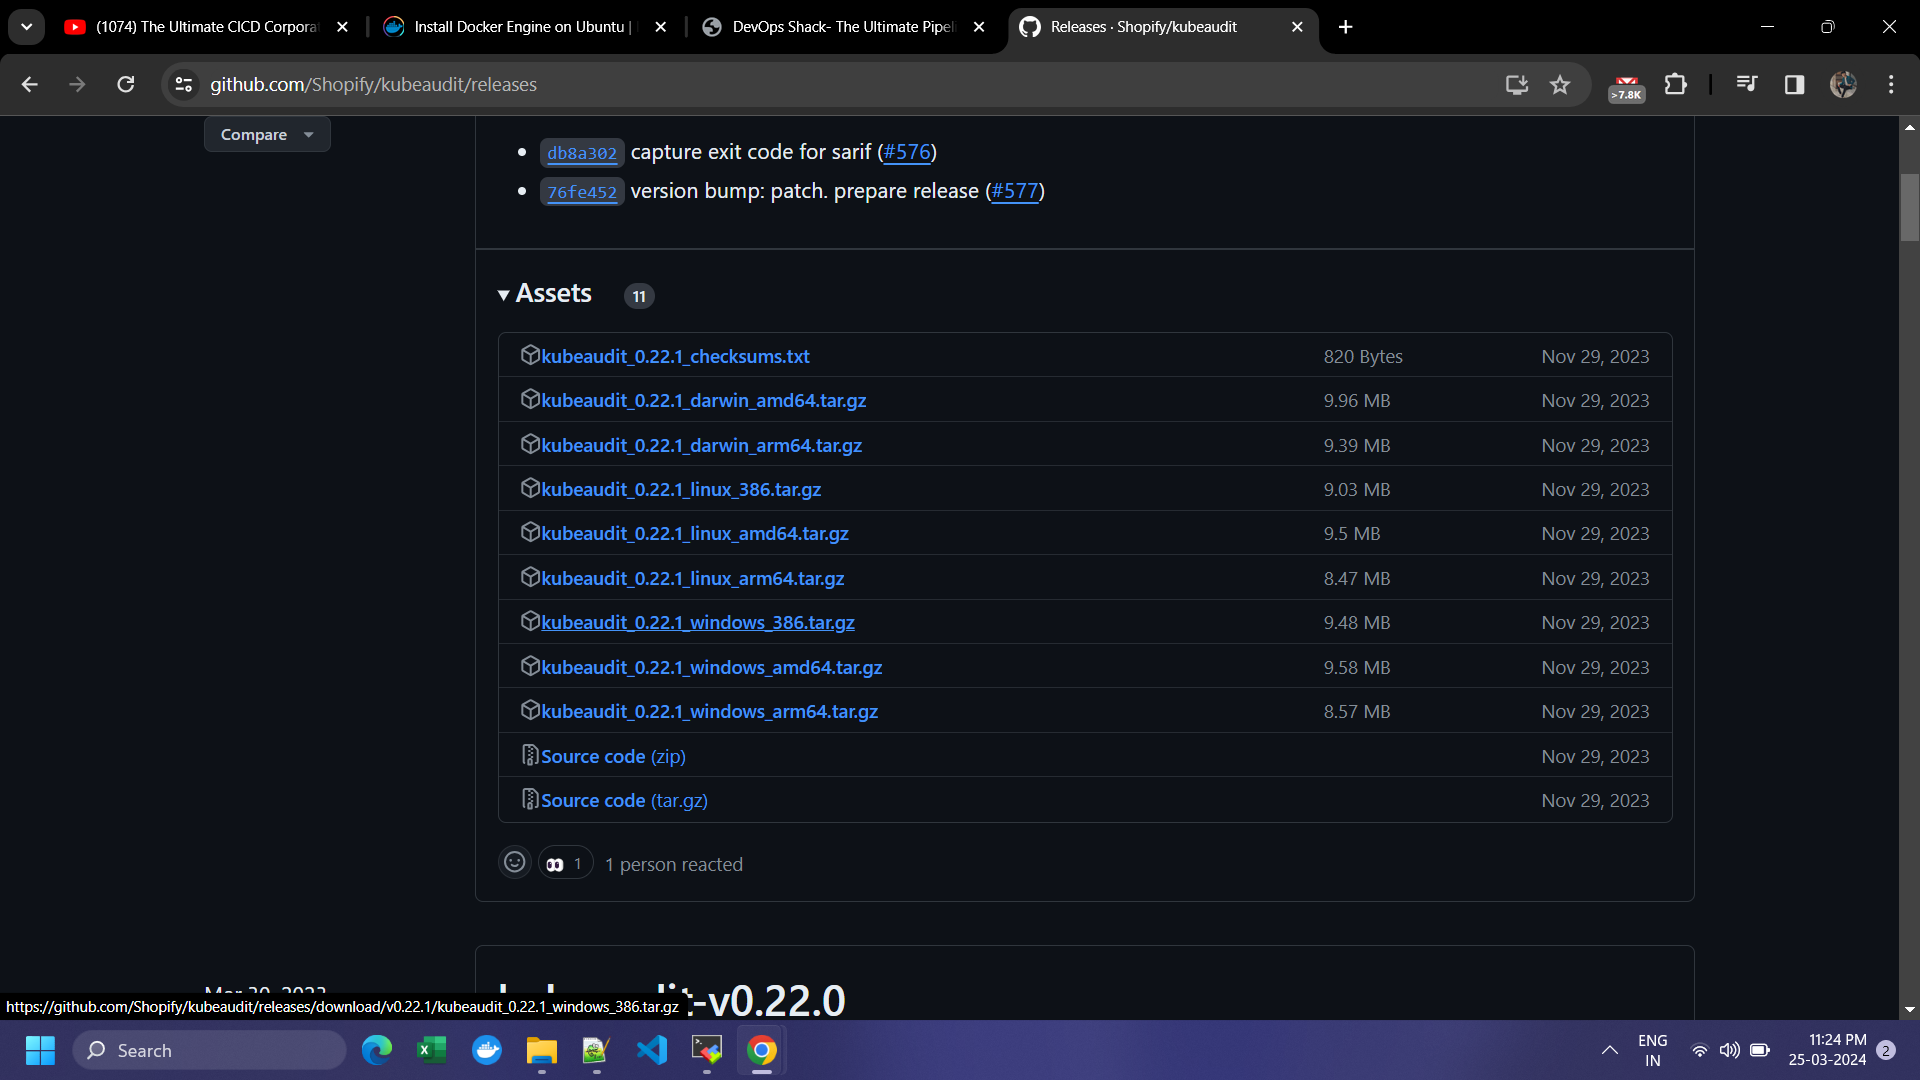 (1074) The Ultimate CICD Corporat
Install Docker Engine on Ubuntu |
DevOps Shack- The Ultimate Pipeli
Releases · Shopify/kubeaudit
github.com/Shopify/kubeaudit/releases
>7.8K
Compare
db8a302 capture exit code for sarif (#576)
76fe452 version bump: patch. prepare release (#577)
Assets 11
kubeaudit_0.22.1_checksums.txt 820 Bytes Nov 29, 2023
kubeaudit_0.22.1_darwin_amd64.tar.gz 9.96 MB Nov 29, 2023
kubeaudit_0.22.1_darwin_arm64.tar.gz 9.39 MB Nov 29, 2023
kubeaudit_0.22.1_linux_386.tar.gz 9.03 MB Nov 29, 2023
kubeaudit_0.22.1_linux_amd64.tar.gz 9.5 MB Nov 29, 2023
kubeaudit_0.22.1_linux_arm64.tar.gz 8.47 MB Nov 29, 2023
kubeaudit_0.22.1_windows_386.tar.gz 9.48 MB Nov 29, 2023
kubeaudit_0.22.1_windows_amd64.tar.gz 9.58 MB Nov 29, 2023
kubeaudit_0.22.1_windows_arm64.tar.gz 8.57 MB Nov 29, 2023
Source code (zip) Nov 29, 2023
Source code (tar.gz) Nov 29, 2023
1 1 person reacted
-v0.22.0
https://github.com/Shopify/kubeaudit/releases/download/v0.22.1/kubeaudit_0.22.1_windows_386.tar.gz
Search
ENG
IN
11:24 PM
25-03-2024
2